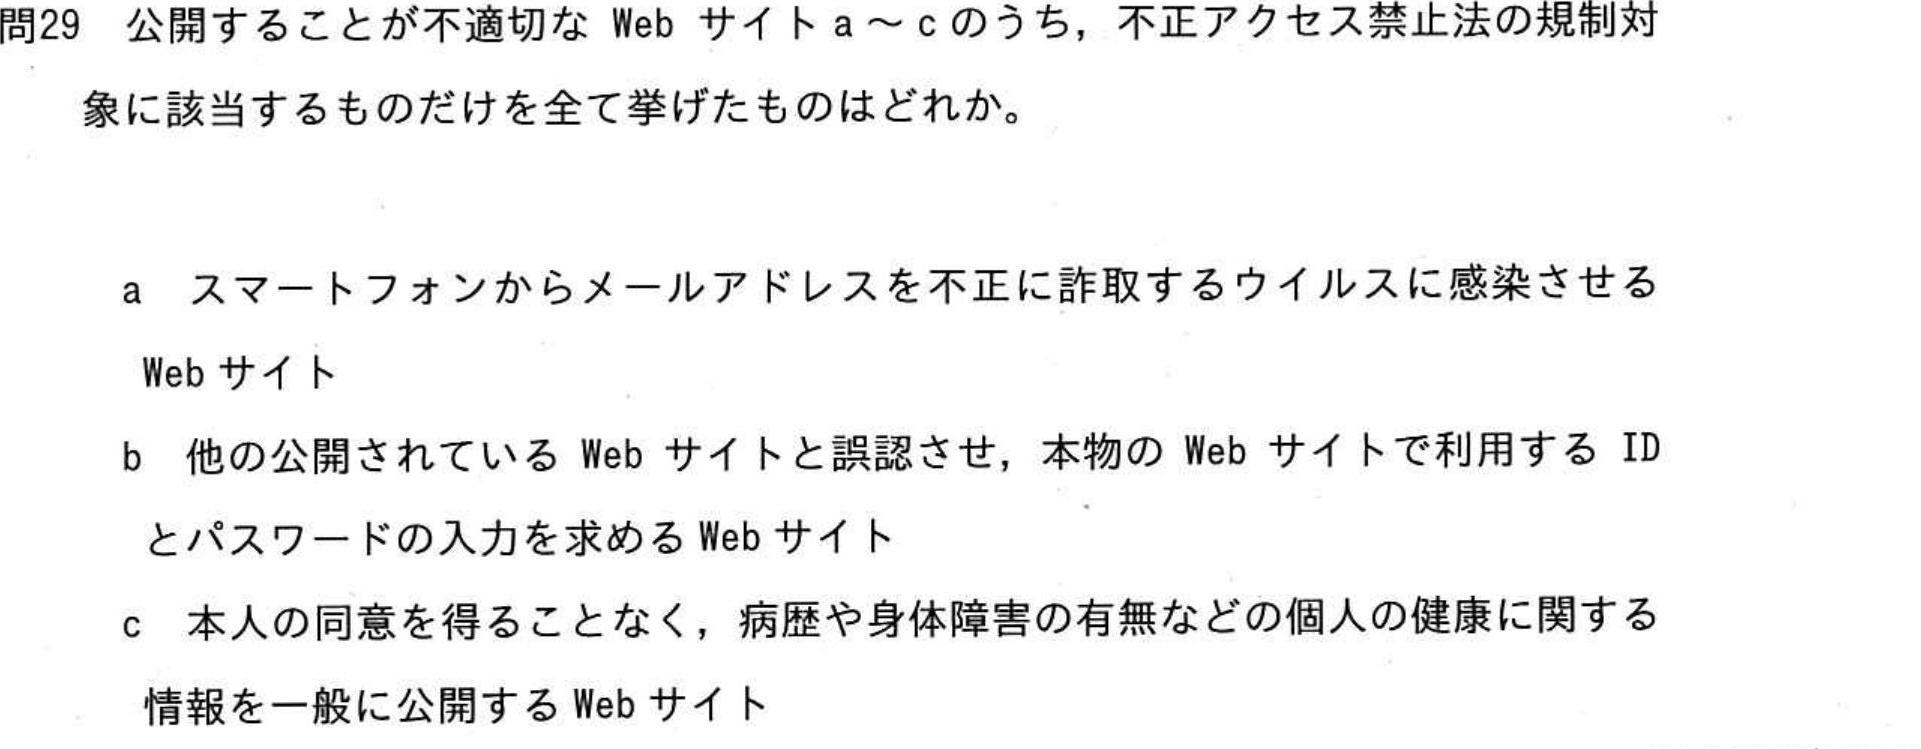 問29 公開することが不適切な Web サイト a ～ c のうち，不正アクセス禁止法の規制対
象に該当するものだけを全て挙げたものはどれか。
a スマートフォンからメールアドレスを不正に詐取するウイルスに感染させる
Web サイト
b 他の公開されている Web サイトと誤認させ，本物の Web サイトで利用する ID
とパスワードの入力を求める Web サイト
c 本人の同意を得ることなく，病歴や身体障害の有無などの個人の健康に関する
情報を一般に公開する Web サイト